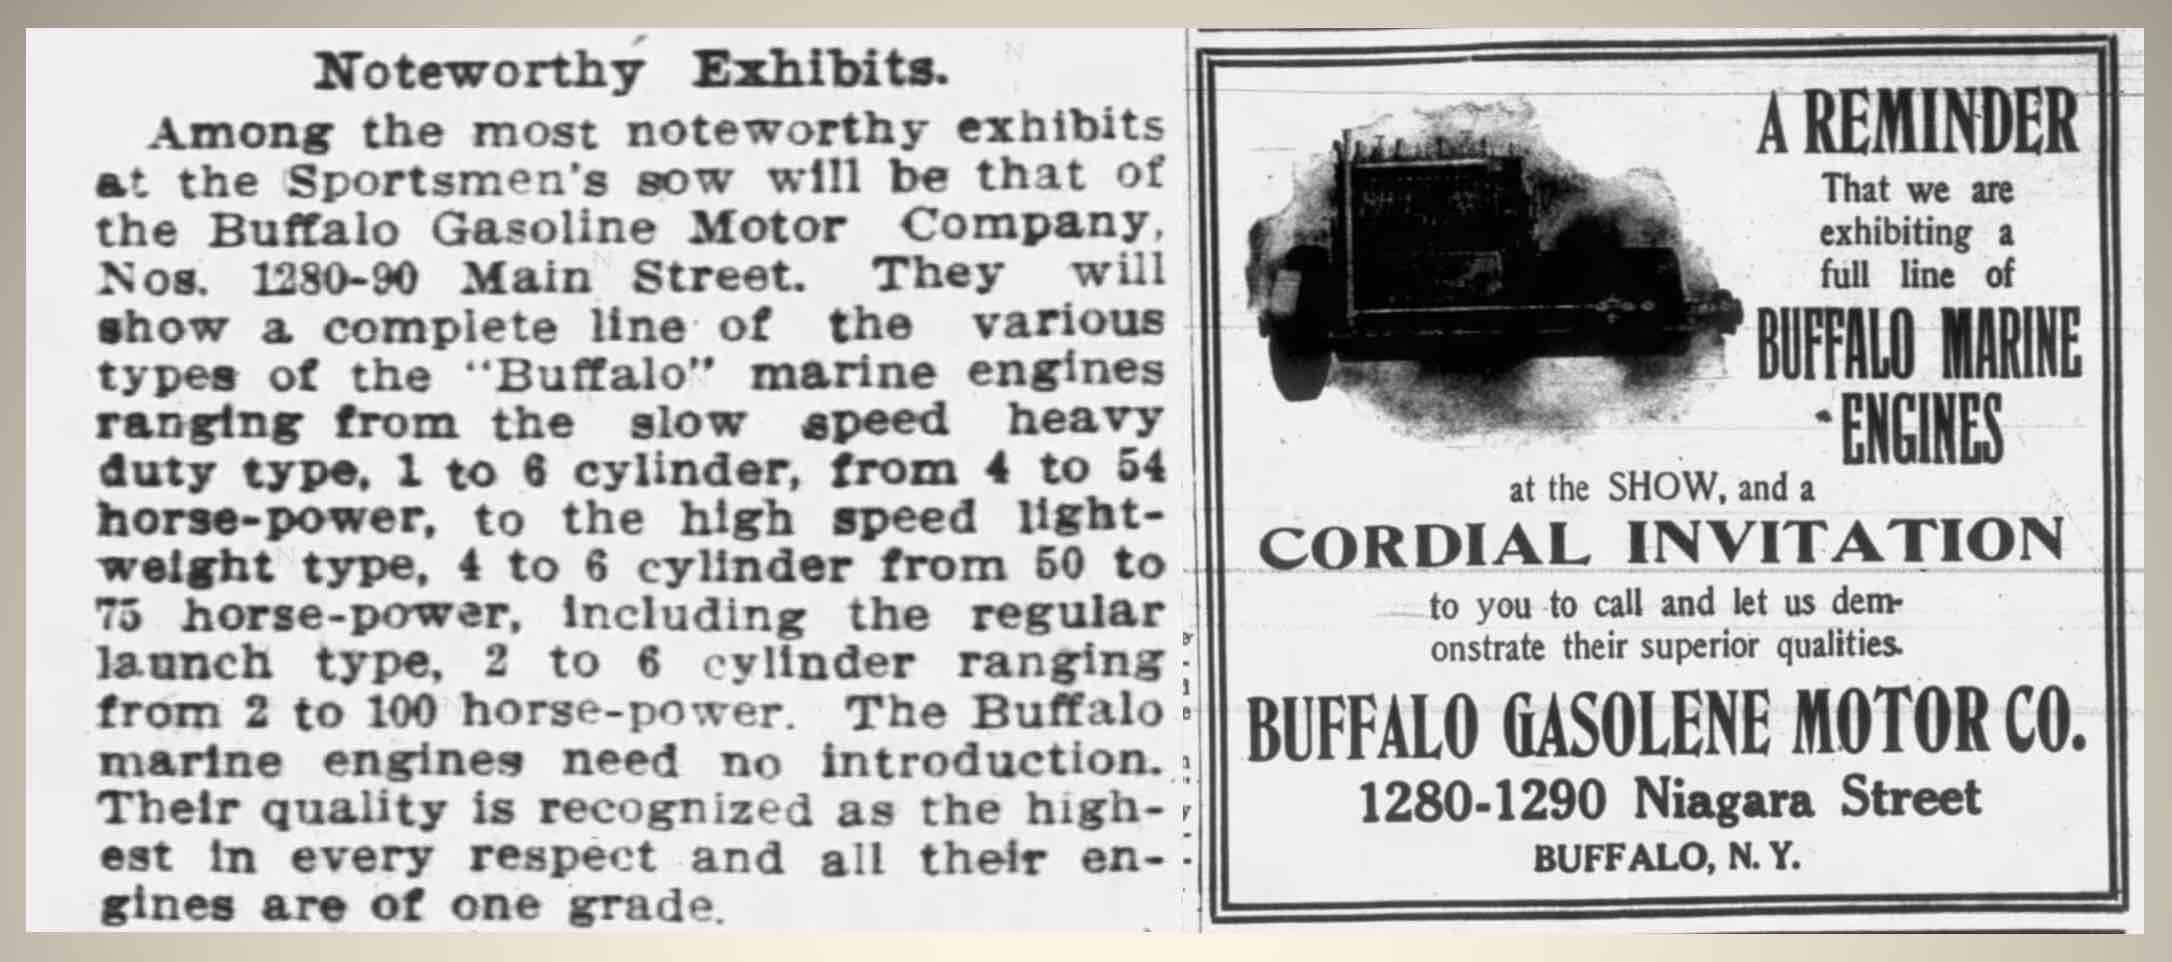 Noteworthy Exhibits.
Among the most noteworthy exhibits
at the Sportsmen's sow will be that of
the Buffalo Gasoline Motor Company,
Nos. 1280-90 Main Street. They will
show a complete line of the various
types of the "Buffalo" marine engines
ranging from the slow speed heavy
duty type, 1 to 6 cylinder, from 4 to 54
horse-power, to the high speed light-
weight type, 4 to 6 cylinder from 50 to
75 horse-power, including the regular
launch type, 2 to 6 cylinder ranging
from 2 to 100 horse-power. The Buffalo
marine engines need no introduction.
Their quality is recognized as the high-
est in every respect and all their en-
gines are of one grade.
A REMINDER
That we are
exhibiting a
full line of
BUFFALO MARINE
ENGINES
at the SHOW, and a
CORDIAL INVITATION
to you to call and let us dem-
onstrate their superior qualities.
BUFFALO GASOLENE MOTOR CO.
1280-1290 Niagara Street
BUFFALO, N. Y.